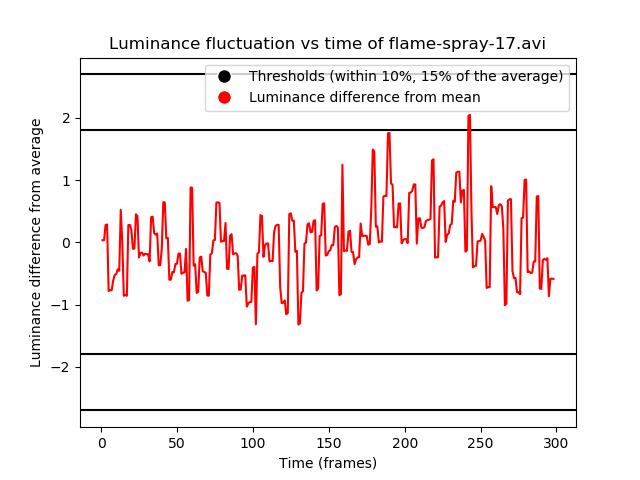 Luminance fluctuation vs time of flame-spray-17.avi
Thresholds (within 10%, 15% of the average)
Luminance difference from mean
Luminance difference from average
2
1
0
−1
−2
0 50 100 150 200 250 300
Time (frames)